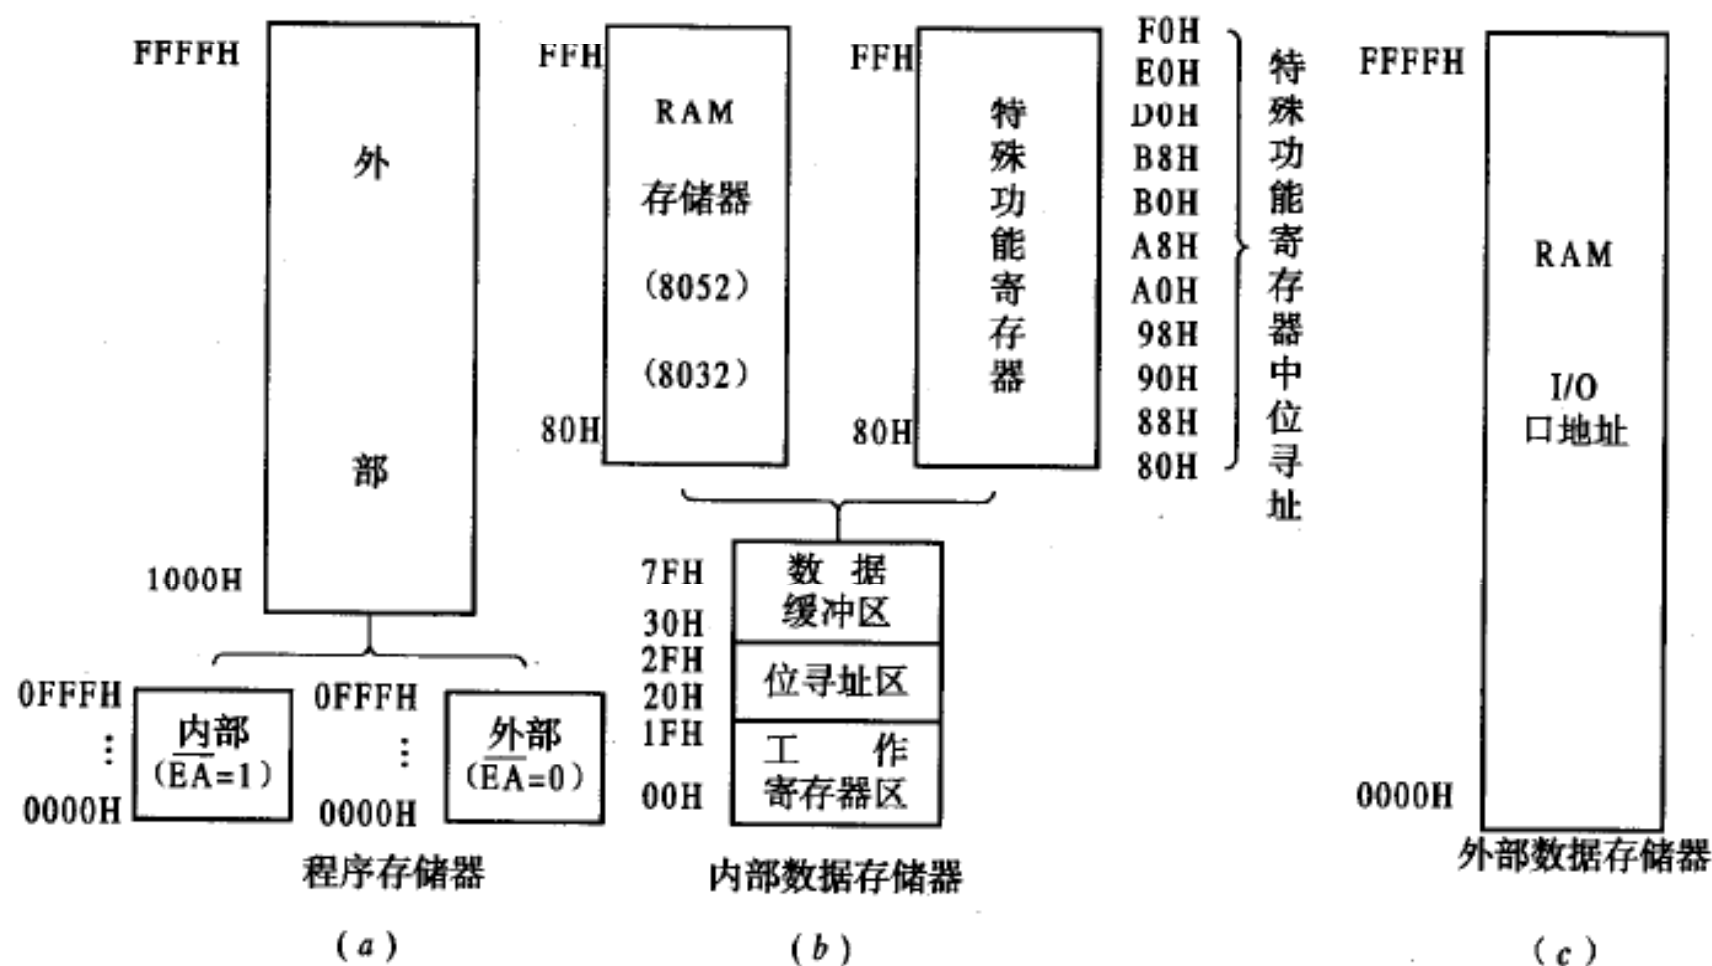 FFFFH
外
部
1000H
0FFFH
⋮
0000H
内部
(EA=1)
0FFFH
⋮
0000H
外部
(EA=0)
程序存储器
(a)
FFH
RAM
存储器
(8052)
(8032)
80H
FFH
特殊功能寄存器
80H
F0H
E0H
D0H
B8H
B0H
A8H
A0H
98H
90H
88H
80H
特殊功能寄存器中位寻址
7FH
数 据
缓冲区
30H
2FH
位寻址区
20H
1FH
工 作
寄存器区
00H
内部数据存储器
(b)
FFFFH
RAM
I/O
口地址
0000H
外部数据存储器
(c)